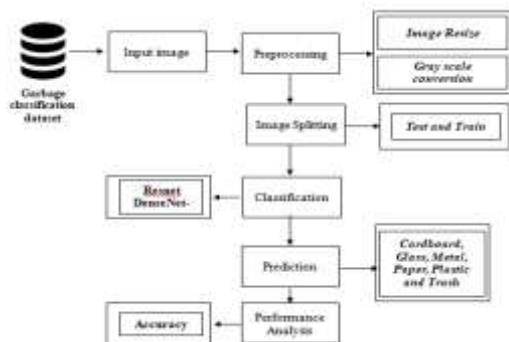 Garbage
classification
dataset
Input image
Preprocessing
Image Resize
Gray scale
conversion
Image Splitting
Test and Train
Classification
Resnet
DenseNet-
Prediction
Cardboard,
Glass, Metal,
Paper, Plastic
and Trash
Performance
Analysis
Accuracy